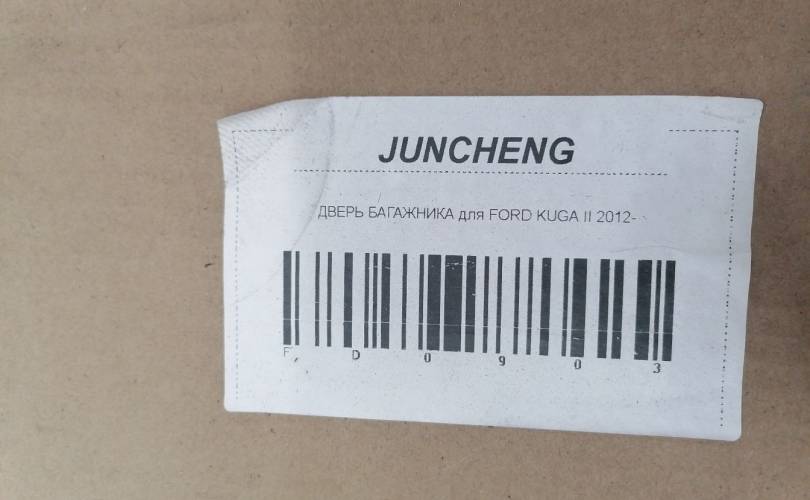 JUNCHENG
ДВЕРЬ БАГАЖНИКА для FORD KUGA II 2012-
F D 0 9 0 3